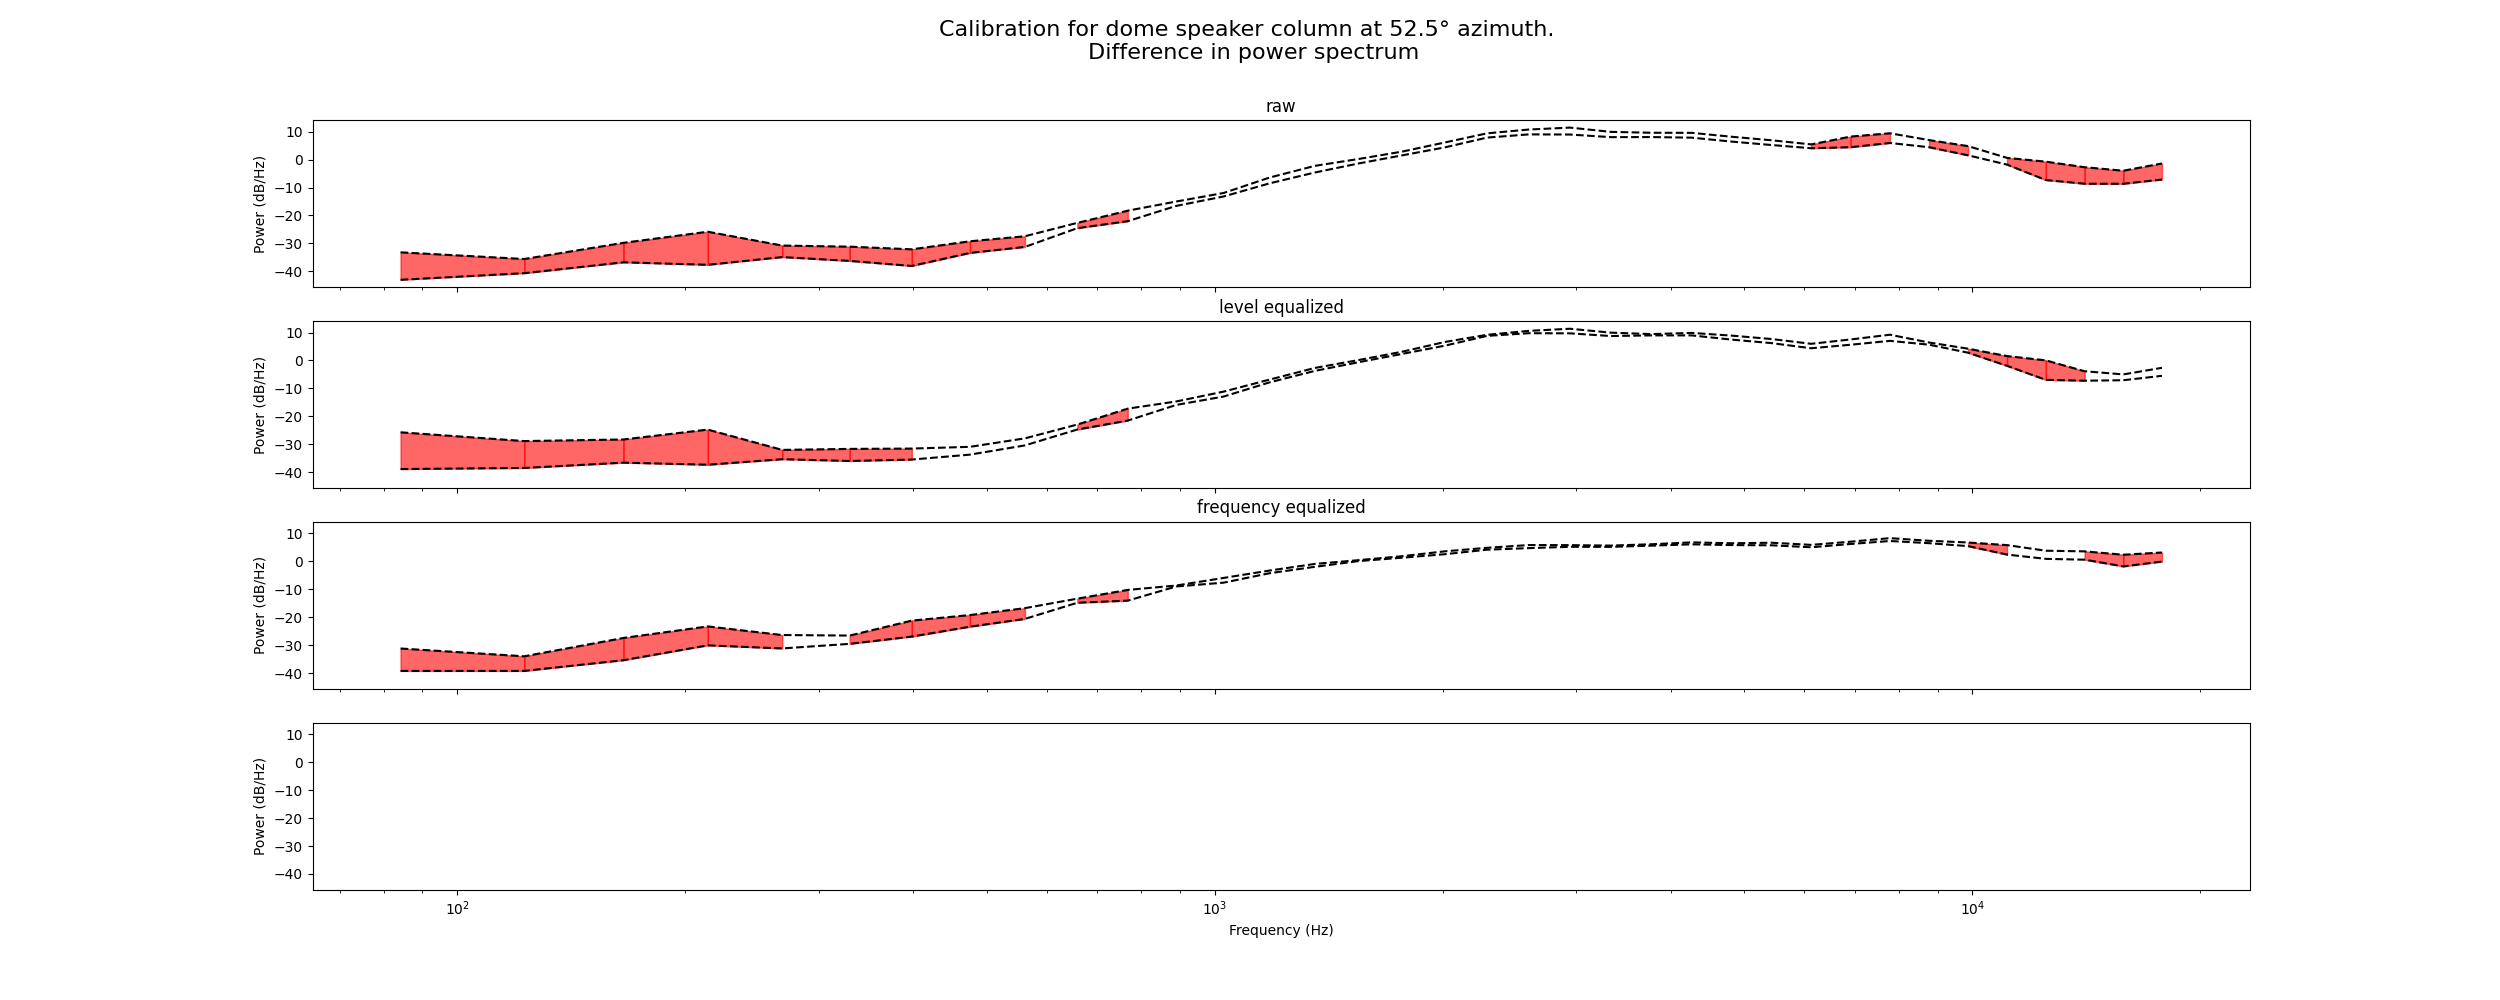 Calibration for dome speaker column at 52.5° azimuth.
Difference in power spectrum
raw
10
0
−10
−20
−30
−40
Power (dB/Hz)
level equalized
10
0
−10
−20
−30
−40
Power (dB/Hz)
frequency equalized
10
0
−10
−20
−30
−40
Power (dB/Hz)
10
0
−10
−20
−30
−40
Power (dB/Hz)
10² 10³ 10⁴
Frequency (Hz)